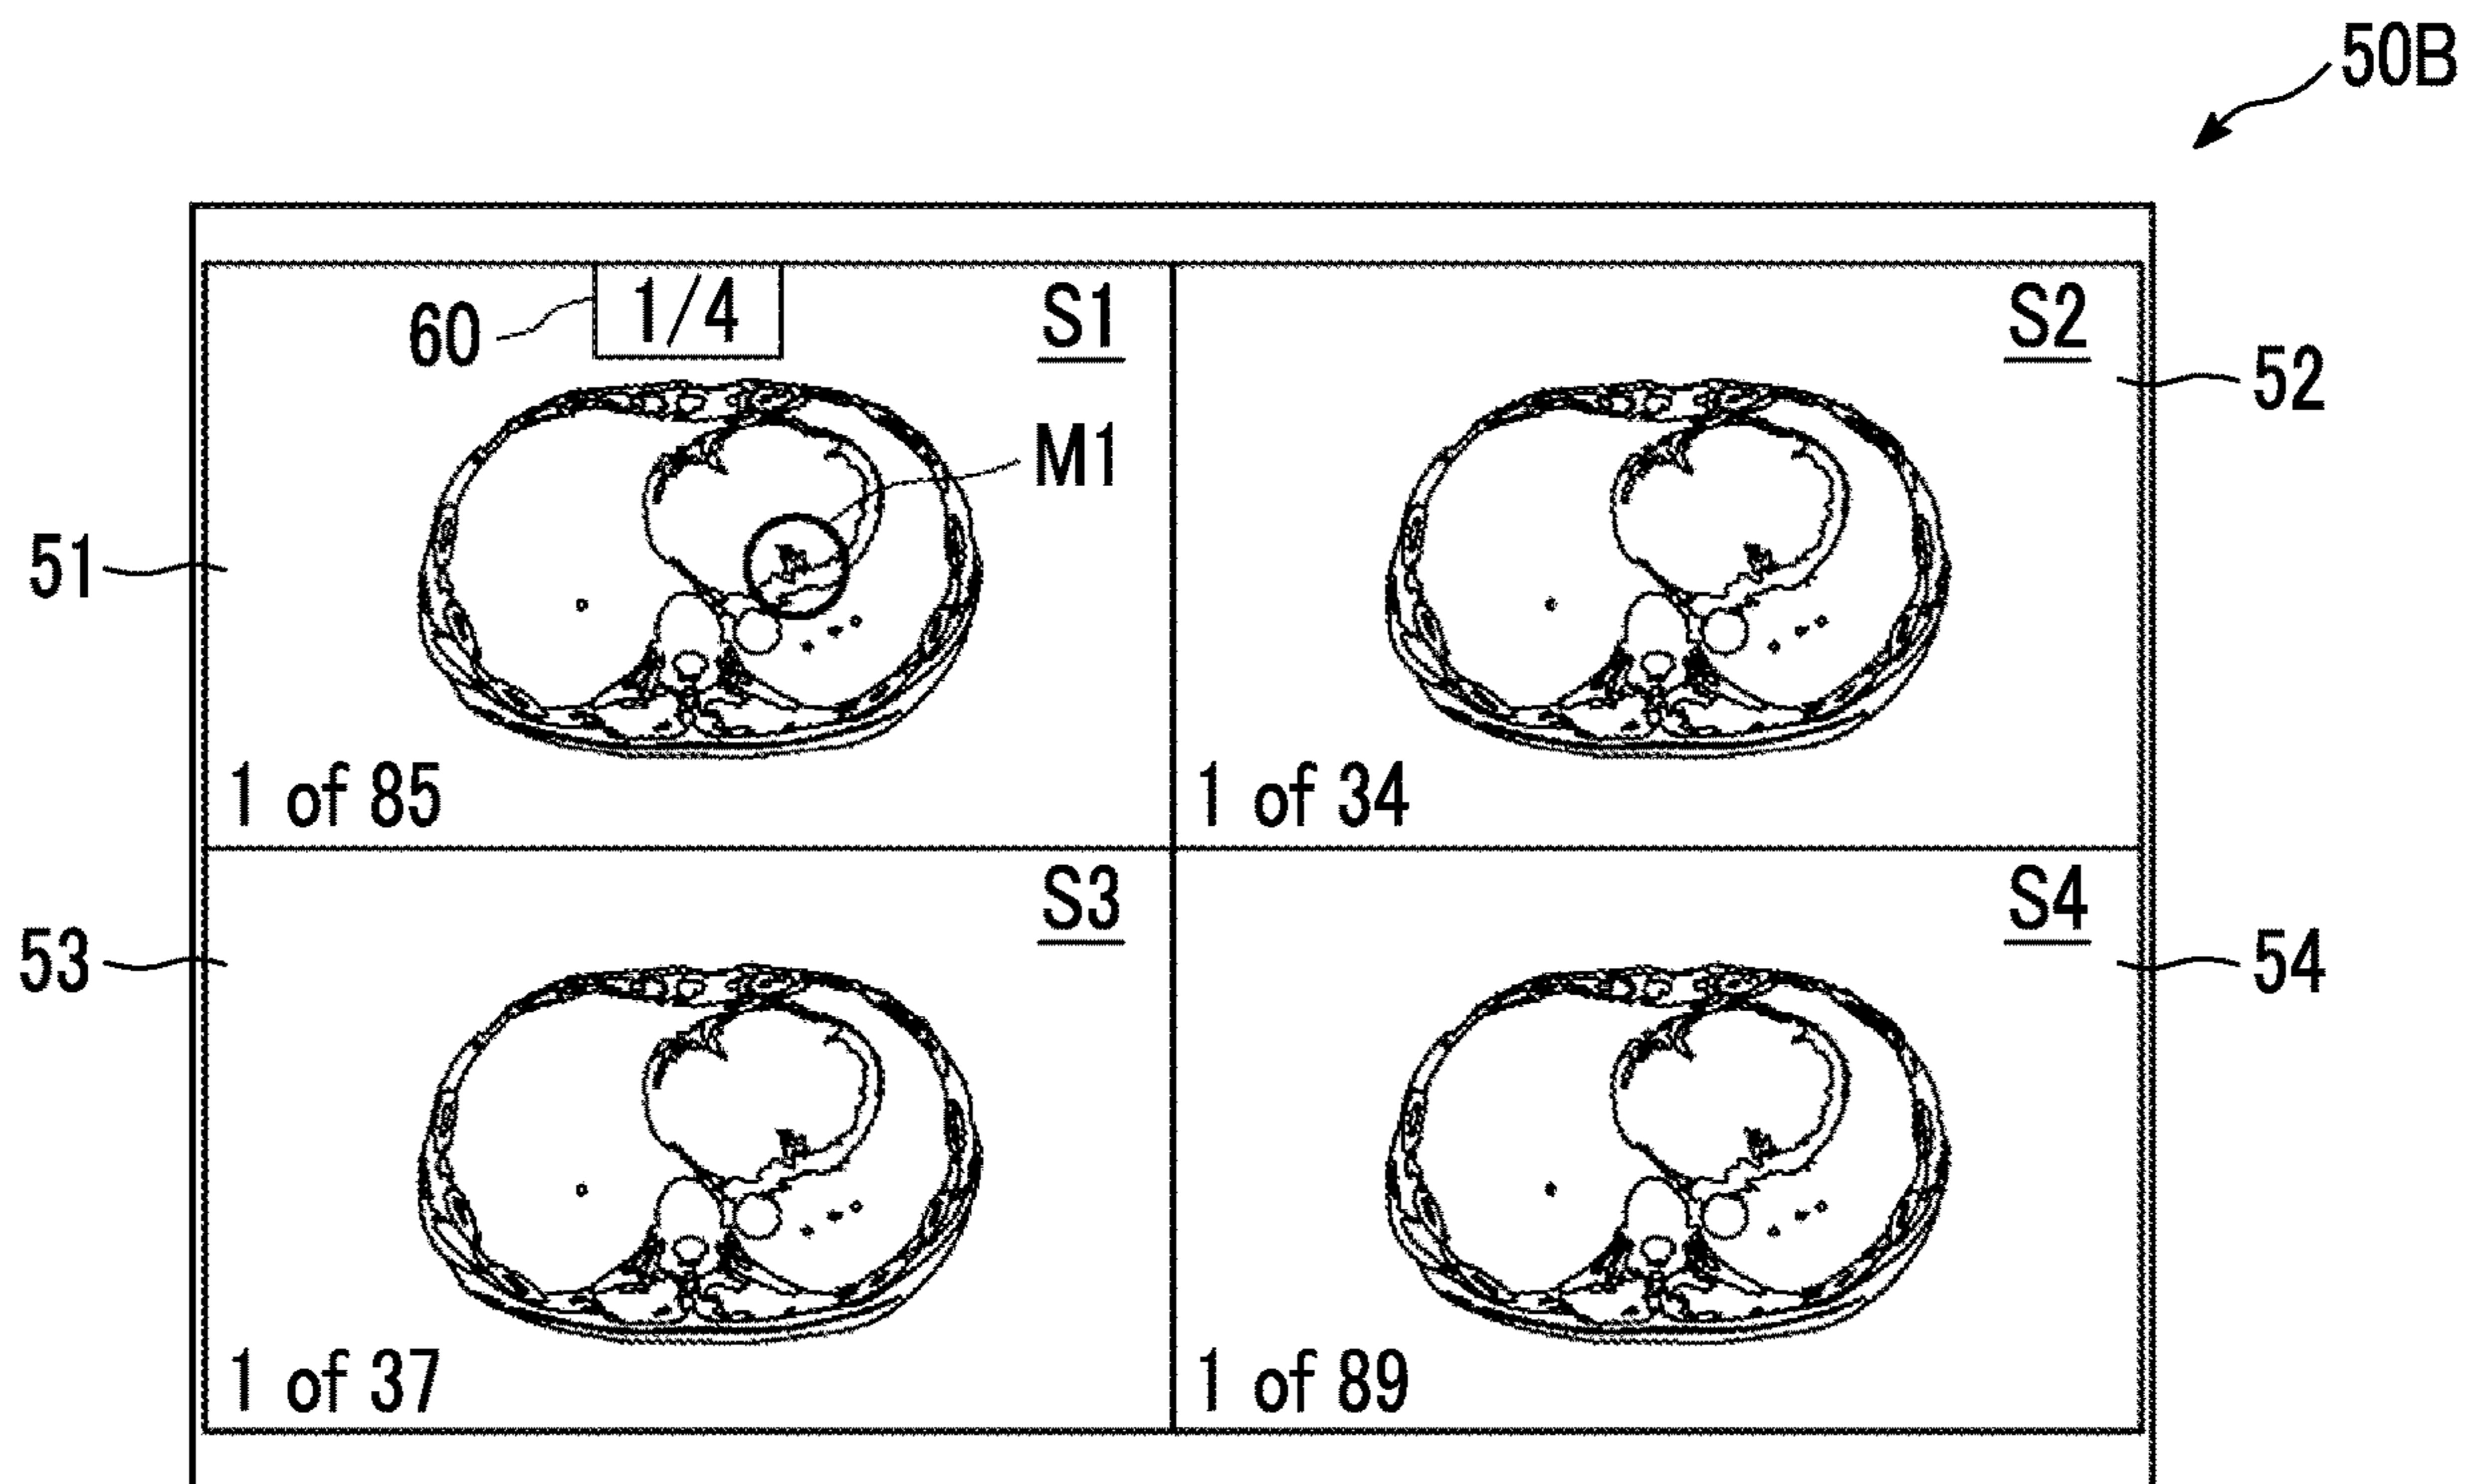 50B
60
1/4
S1
S2
52
M1
51
1 of 85
1 of 34
S3
S4
53
54
1 of 37
1 of 89